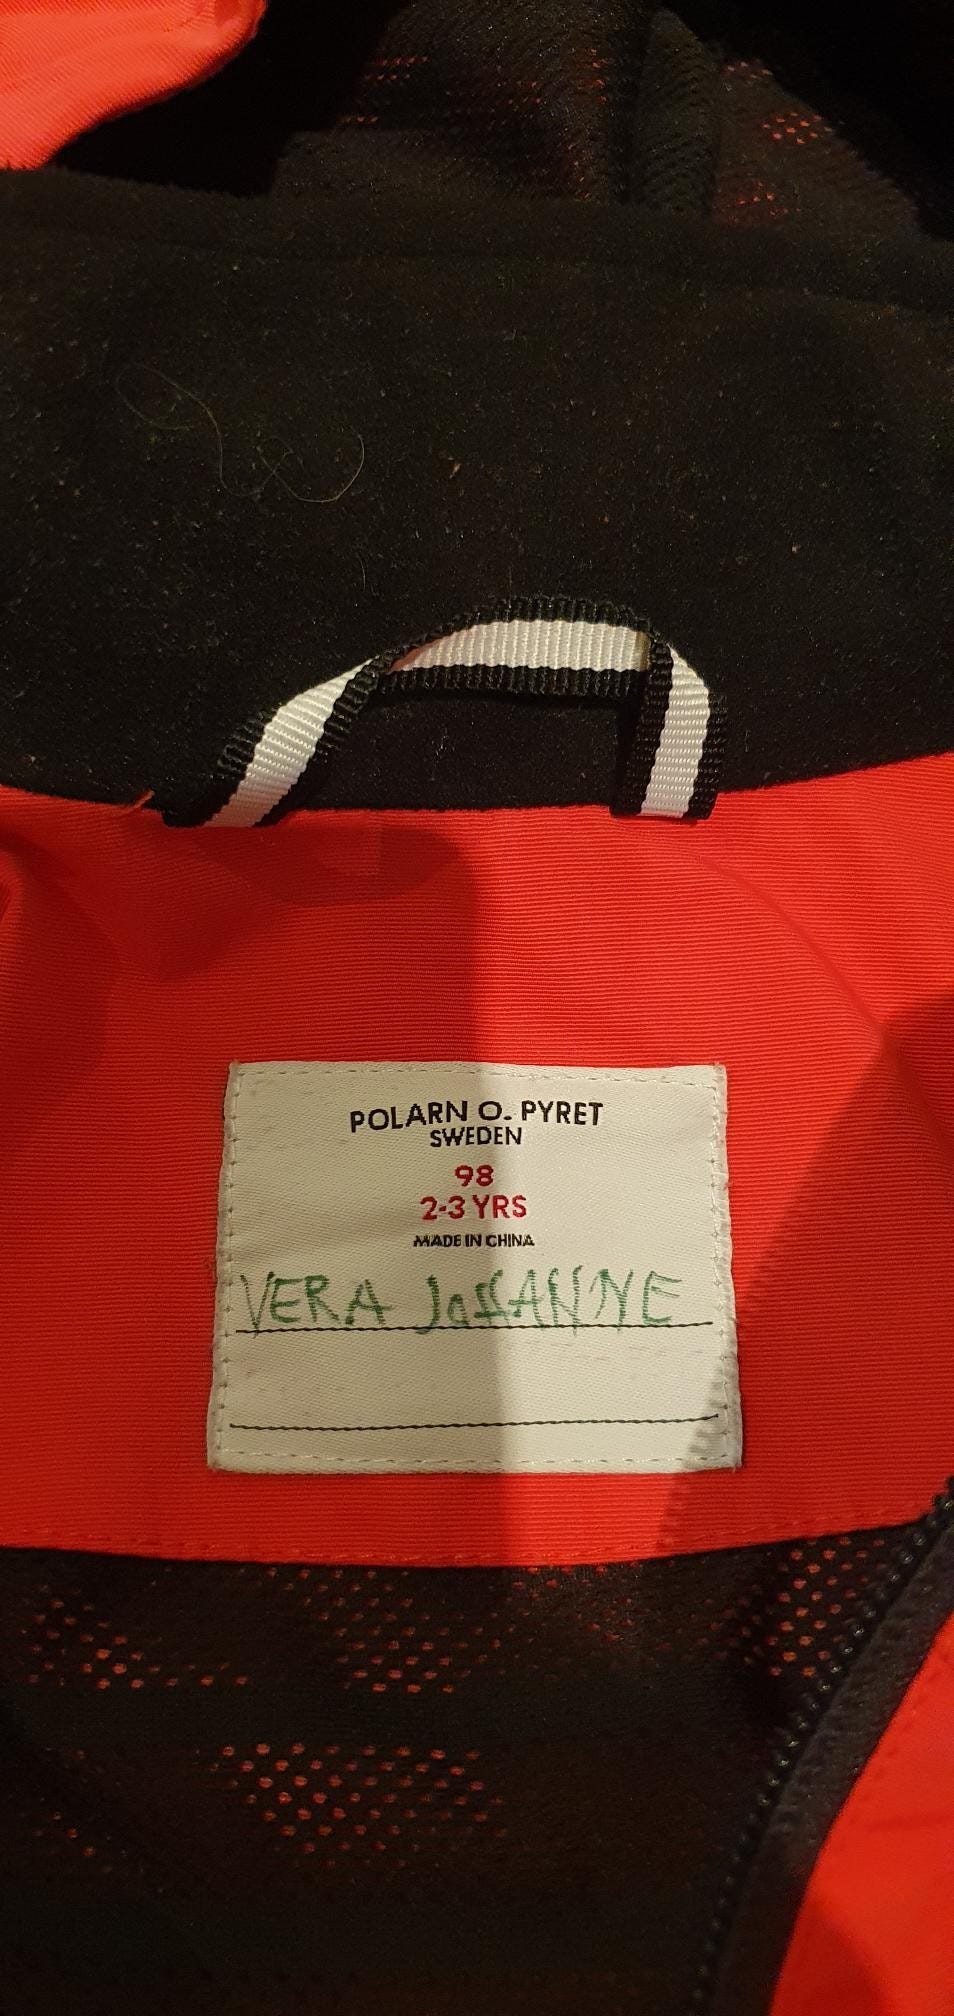 POLARN O. PYRET
SWEDEN
98
2-3 YRS
MADE IN CHINA
VERA JOHANNE